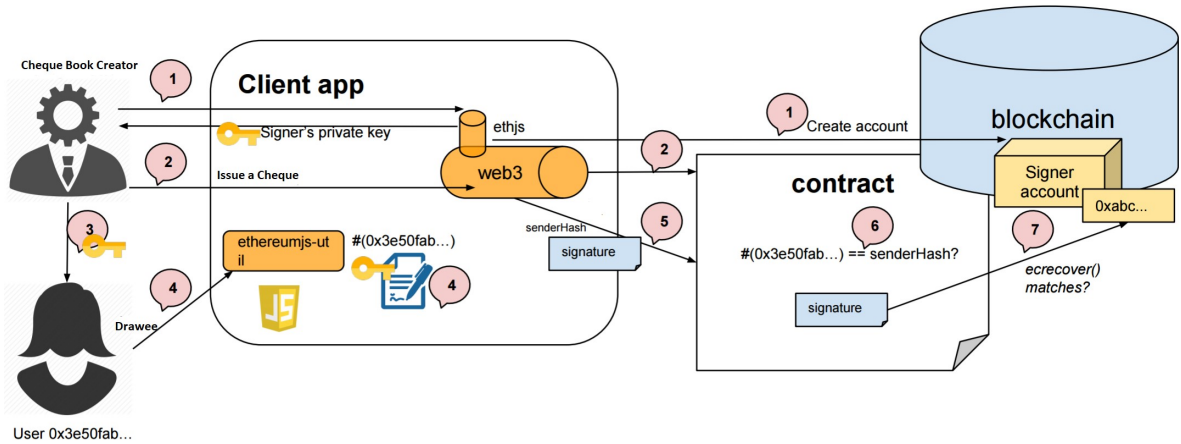 Cheque Book Creator
1
Client app
Signer's private key
ethjs
1
Create account
blockchain
2
Issue a Cheque
web3
2
contract
Signer
account
0xabc...
3
senderHash
5
signature
6
7
#(0x3e50fab...) == senderHash?
ecrecover()
matches?
4
ethereumjs-ut
il
#(0x3e50fab...)
4
JS
signature
Drawee
User 0x3e50fab...